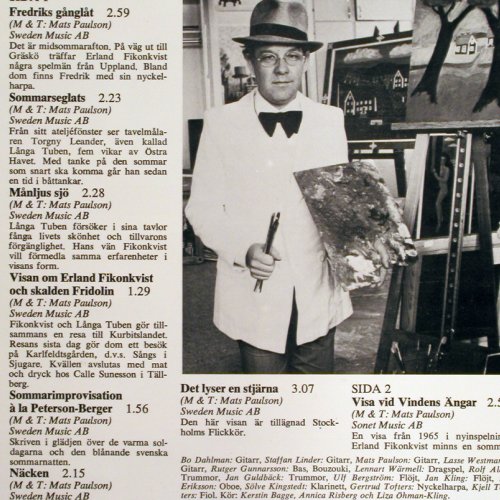 Fredriks gånglåt 2.59
(M & T: Mats Paulson)
Sweden Music AB
Det är midsommarafton. På väg ut till
Gräskö träffar Erland Fikonkvist
några spelmän från Uppland. Bland
dom finns Fredrik med sin nyckel-
harpa.
Sommarseglats 2.23
(M & T: Mats Paulson)
Sweden Music AB
Från sitt ateljéfönster ser tavelmåla-
ren Torgny Leander, även kallad
Långa Tuben, fem vikar av Östra
Havet. Med tanke på den sommar
som snart ska komma går han sedan
en tid i båttankar.
Månljus sjö 2.28
(M & T: Mats Paulson)
Sweden Music AB
Långa Tuben försöker i sina tavlor
fånga livets skönhet och tillvarons
förgänglighet. Hans vän Fikonkvist
vill förmedla samma erfarenheter i
visans form.
Visan om Erland Fikonkvist
och skalden Fridolin 1.29
(M & T: Mats Paulson)
Sweden Music AB
Fikonkvist och Långa Tuben gör till-
sammans en resa till Kurbitslandet.
Resans sista dag gör dom ett besök
på Karlfeldtsgården, d.v.s. Sångs i
Sjugare. Kvällen avslutas med mat
och dryck hos Calle Sunesson i Täll-
berg.
Sommarimprovisation
à la Peterson-Berger 1.56
(M & T: Mats Paulson)
Sweden Music AB
Skriven i glädjen över de varma sol-
dagarna och den blånande svenska
sommarnatten.
Näcken 2.15
(M & T: Mats Paulson)
Det lyser en stjärna 3.07
(M & T: Mats Paulson)
Sweden Music AB
Den här visan är tillägnad Stock-
holms Flickkör.
SIDA 2
Visa vid Vindens Ängar
(M & T: Mats Paulson)
Sonet Music AB
En visa från 1965 i nyinspelnin
Erland Fikonkvist minns en somm
Bo Dahlman: Gitarr, Staffan Linder: Gitarr, Mats Paulson: Gitarr, Lasse Westman
Gitarr, Rutger Gunnarsson: Bas, Bouzouki, Lennart Wärmell: Dragspel, Rolf Al
Trummor, Jan Guldbäck: Trummor, Ulf Bergström: Flöjt, Jan Kling: Flöjt,
Eriksson: Oboe, Sölve Kingstedt: Klarinett, Gertrud Tofters: Nyckelharpa, Kjell T
ters: Fiol. Kör: Kerstin Bagge, Annica Risberg och Liza Öhman-Kling.